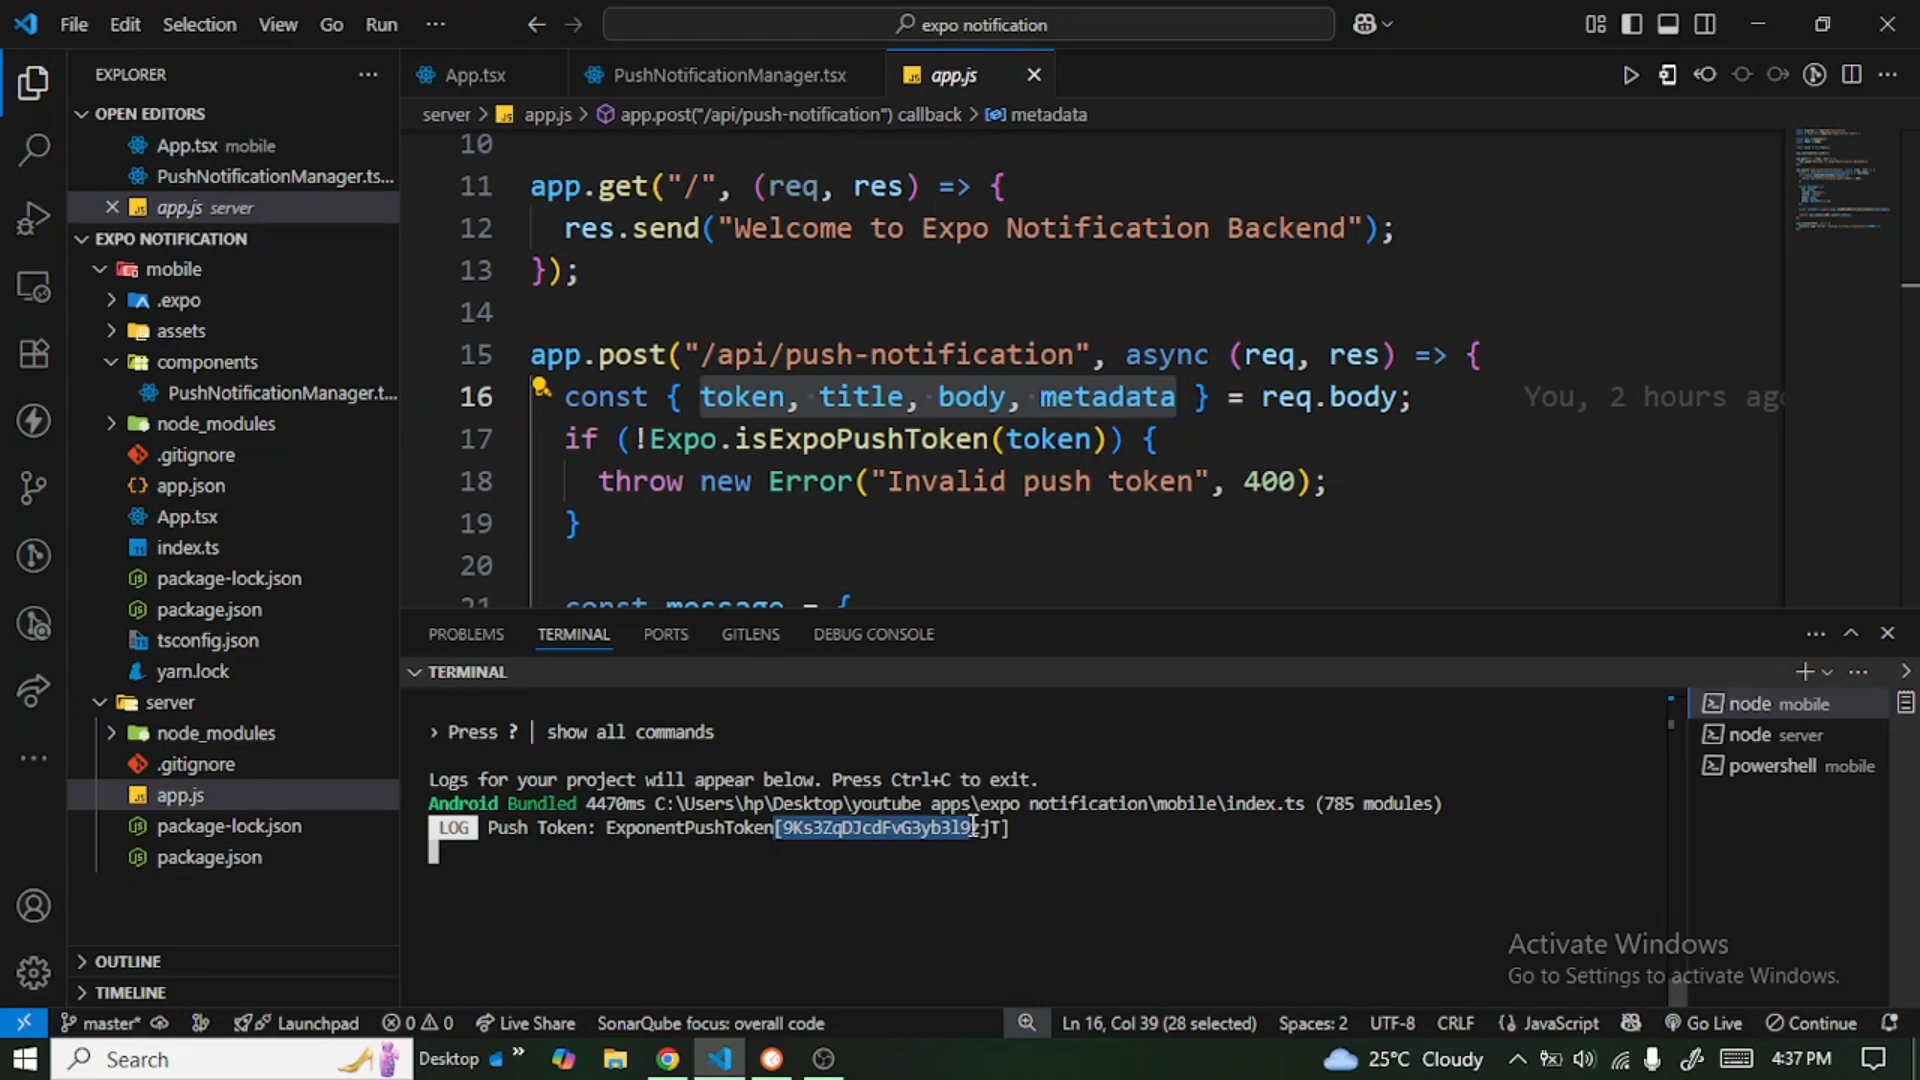 File Edit Selection View Go Run
expo notification
EXPLORER
OPEN EDITORS
App.tsx mobile
PushNotificationManager.ts...
app.js server
EXPO NOTIFICATION
mobile
.expo
assets
components
PushNotificationManager.t...
node_modules
.gitignore
app.json
App.tsx
index.ts
package-lock.json
package.json
tsconfig.json
yarn.lock
server
node_modules
.gitignore
app.js
package-lock.json
package.json
OUTLINE
TIMELINE
App.tsx PushNotificationManager.tsx app.js
server > app.js > app.post("/api/push-notification") callback > metadata
10
11 app.get("/", (req, res) => {
12 res.send("Welcome to Expo Notification Backend");
13 });
14
15 app.post("/api/push-notification", async (req, res) => {
16 const { token, title, body, metadata } = req.body; You, 2 hours ago
17 if (!Expo.isExpoPushToken(token)) {
18 throw new Error("Invalid push token", 400);
19 }
20
21 const message = {
PROBLEMS TERMINAL PORTS GITLENS DEBUG CONSOLE
TERMINAL
› Press ? │ show all commands
Logs for your project will appear below. Press Ctrl+C to exit.
Android Bundled 4470ms C:\Users\hp\Desktop\youtube apps\expo notification\mobile\index.ts (785 modules)
LOG Push Token: ExponentPushToken[9Ks3ZqDJcdFvG3yb3l9zjT]
node mobile
node server
powershell mobile
Activate Windows
Go to Settings to activate Windows.
master* Launchpad 0 0 Live Share SonarQube focus: overall code Ln 16, Col 39 (28 selected) Spaces: 2 UTF-8 CRLF JavaScript Go Live Continue
Search Desktop 25°C Cloudy 4:37 PM